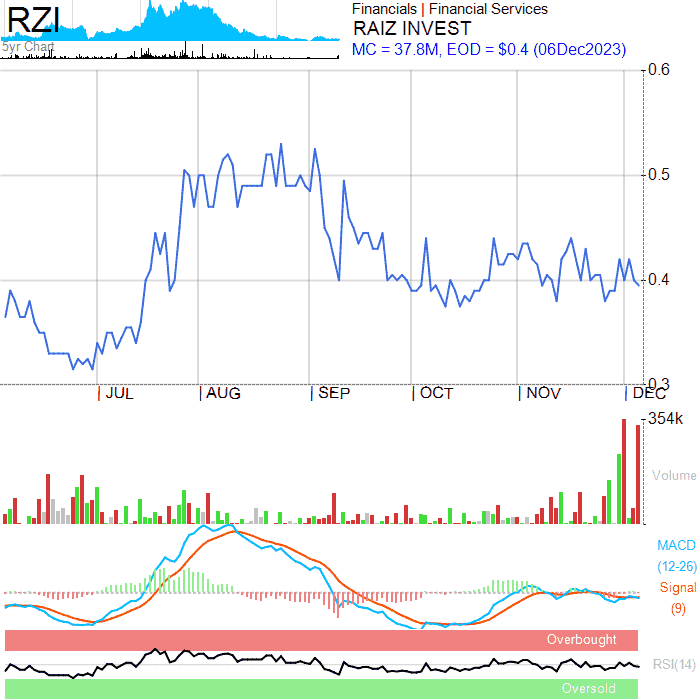 RZI
5yr Chart
Financials | Financial Services
RAIZ INVEST
MC = 37.8M, EOD = $0.4 (06Dec2023)
0.6
0.5
0.4
0.3
JUL AUG SEP OCT NOV DEC
354k
Volume
MACD
(12-26)
Signal
(9)
Overbought
RSI(14)
Oversold